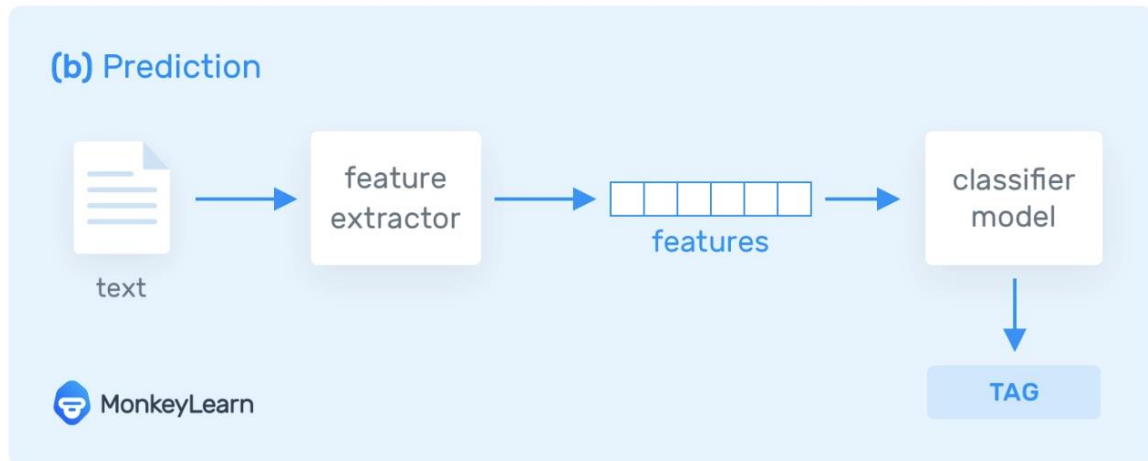 (b) Prediction
text
feature
extractor
features
classifier
model
TAG
MonkeyLearn